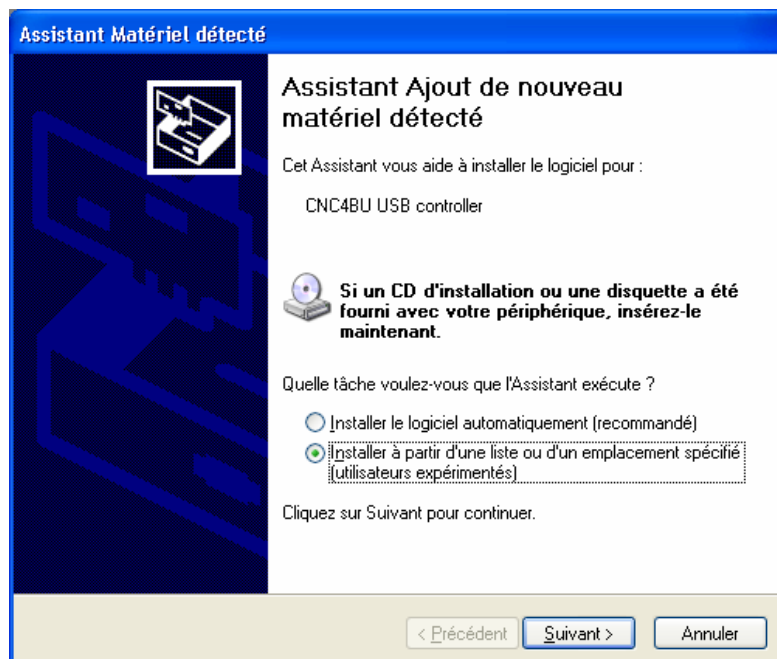 Assistant Matériel détecté
Assistant Ajout de nouveau
matériel détecté
Cet Assistant vous aide à installer le logiciel pour :
CNC4BU USB controller
Si un CD d'installation ou une disquette a été
fourni avec votre périphérique, insérez-le
maintenant.
Quelle tâche voulez-vous que l'Assistant exécute ?
Installer le logiciel automatiquement (recommandé)
Installer à partir d'une liste ou d'un emplacement spécifié
(utilisateurs expérimentés)
Cliquez sur Suivant pour continuer.
< Précédent Suivant > Annuler